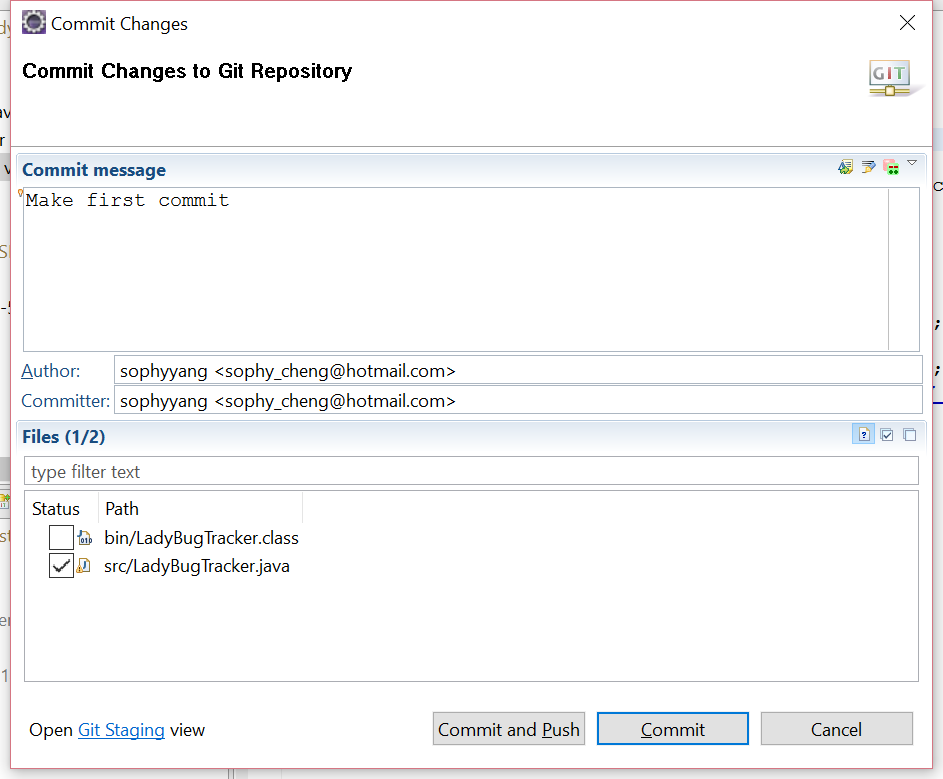 Commit Changes
Commit Changes to Git Repository
GIT
Commit message
Make first commit
Author: sophyyang <sophy_cheng@hotmail.com>
Committer: sophyyang <sophy_cheng@hotmail.com>
Files (1/2)
type filter text
Status Path
bin/LadyBugTracker.class
src/LadyBugTracker.java
Open Git Staging view
Commit and Push Commit Cancel